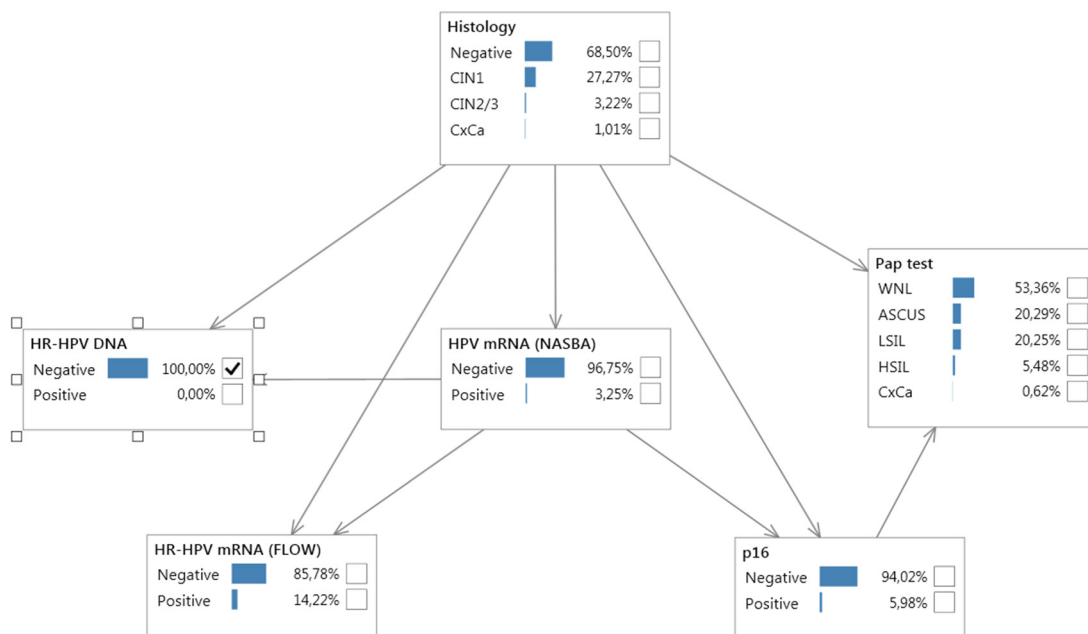 Histology
Negative 68,50%
CIN1 27,27%
CIN2/3 3,22%
CxCa 1,01%
Pap test
WNL 53,36%
ASCUS 20,29%
LSIL 20,25%
HSIL 5,48%
CxCa 0,62%
HR-HPV DNA
Negative 100,00%
Positive 0,00%
HPV mRNA (NASBA)
Negative 96,75%
Positive 3,25%
HR-HPV mRNA (FLOW)
Negative 85,78%
Positive 14,22%
p16
Negative 94,02%
Positive 5,98%